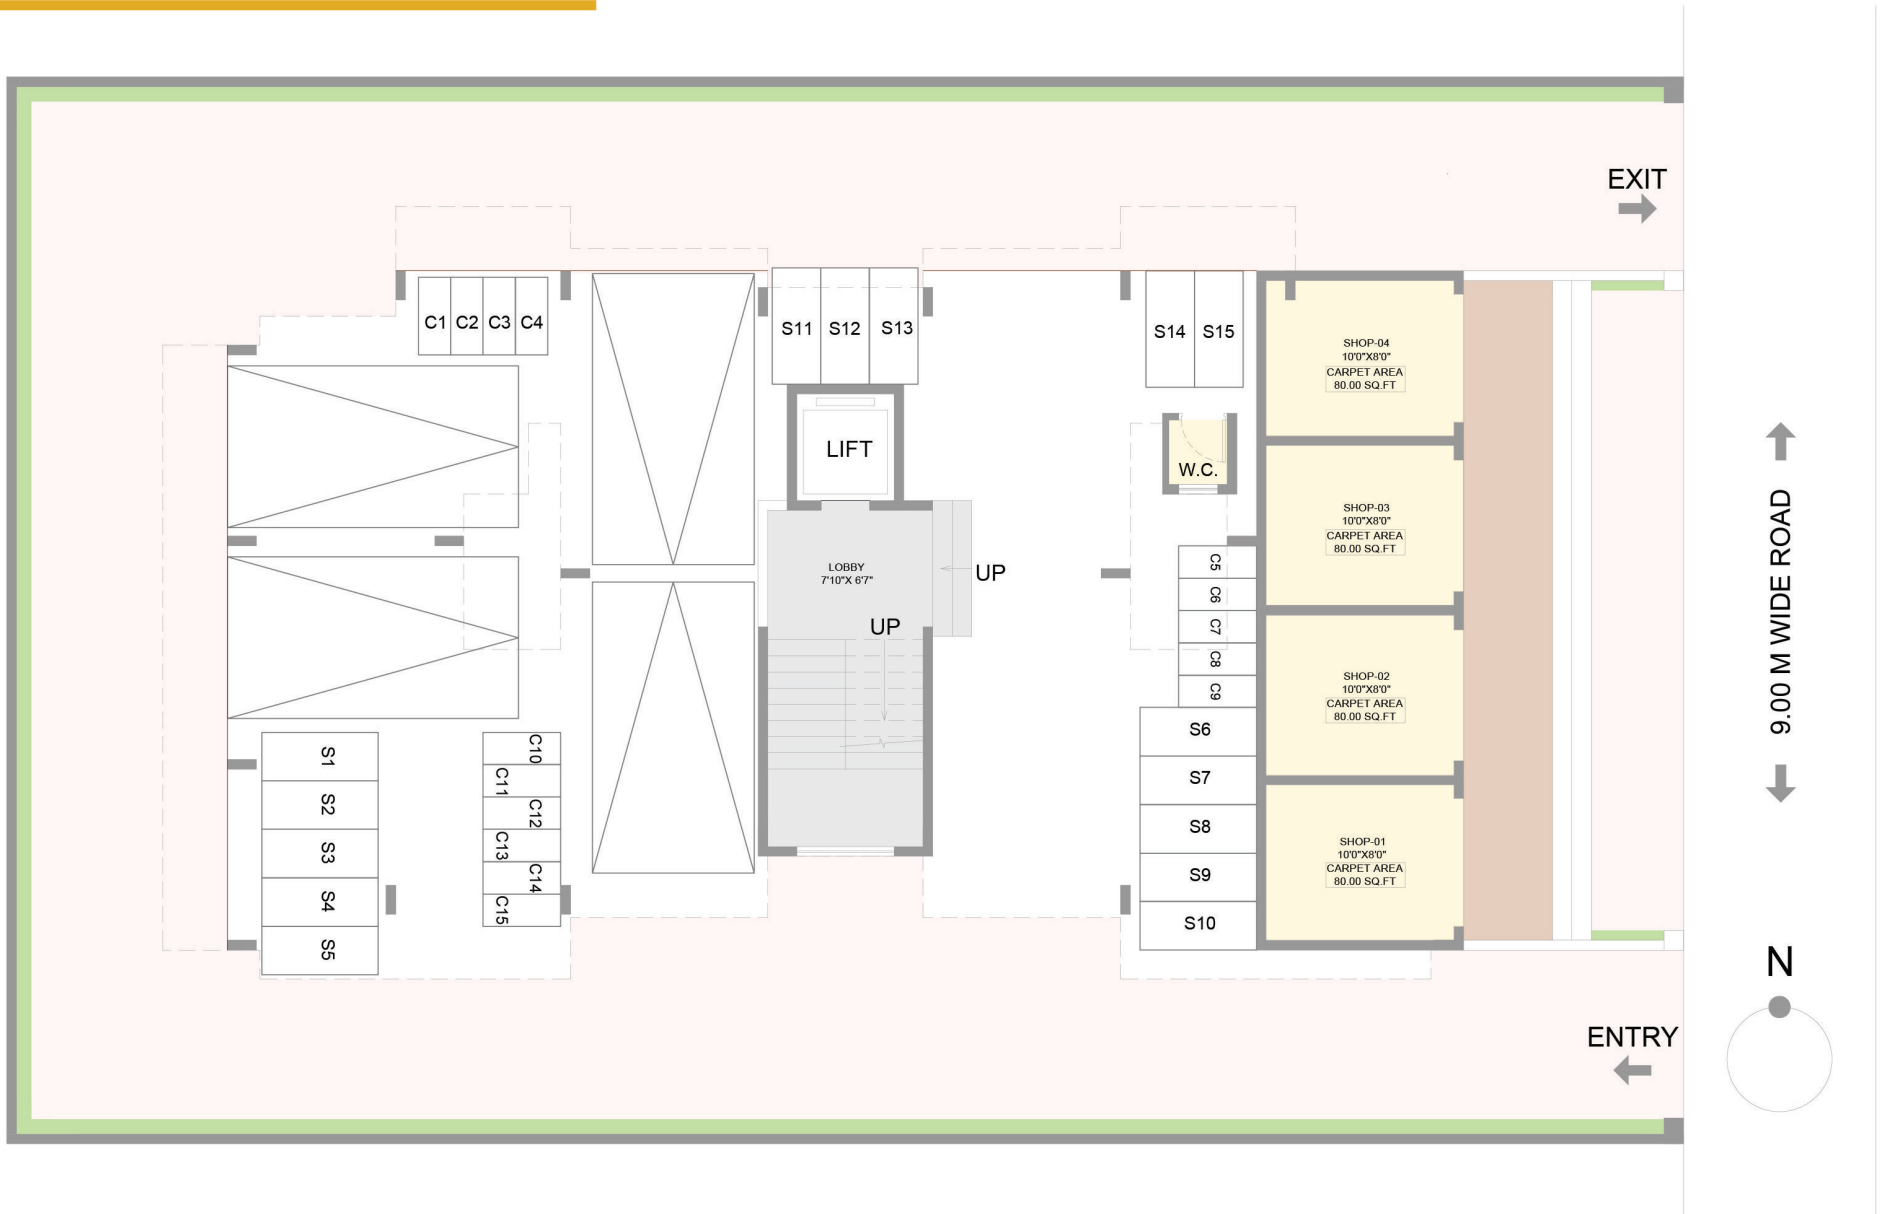 EXIT
C1 C2 C3 C4
S11 S12 S13
S14 S15
SHOP-04
10'0"X8'0"
CARPET AREA
80.00 SQ.FT
LIFT
W.C.
SHOP-03
10'0"X8'0"
CARPET AREA
80.00 SQ.FT
LOBBY
7'10"X 6'7"
UP
UP
C5
C6
C7
C8
C9
SHOP-02
10'0"X8'0"
CARPET AREA
80.00 SQ.FT
9.00 M WIDE ROAD
S1
S2
S3
S4
S5
C10
C11
C12
C13
C14
C15
S6
S7
S8
S9
S10
SHOP-01
10'0"X8'0"
CARPET AREA
80.00 SQ.FT
N
ENTRY